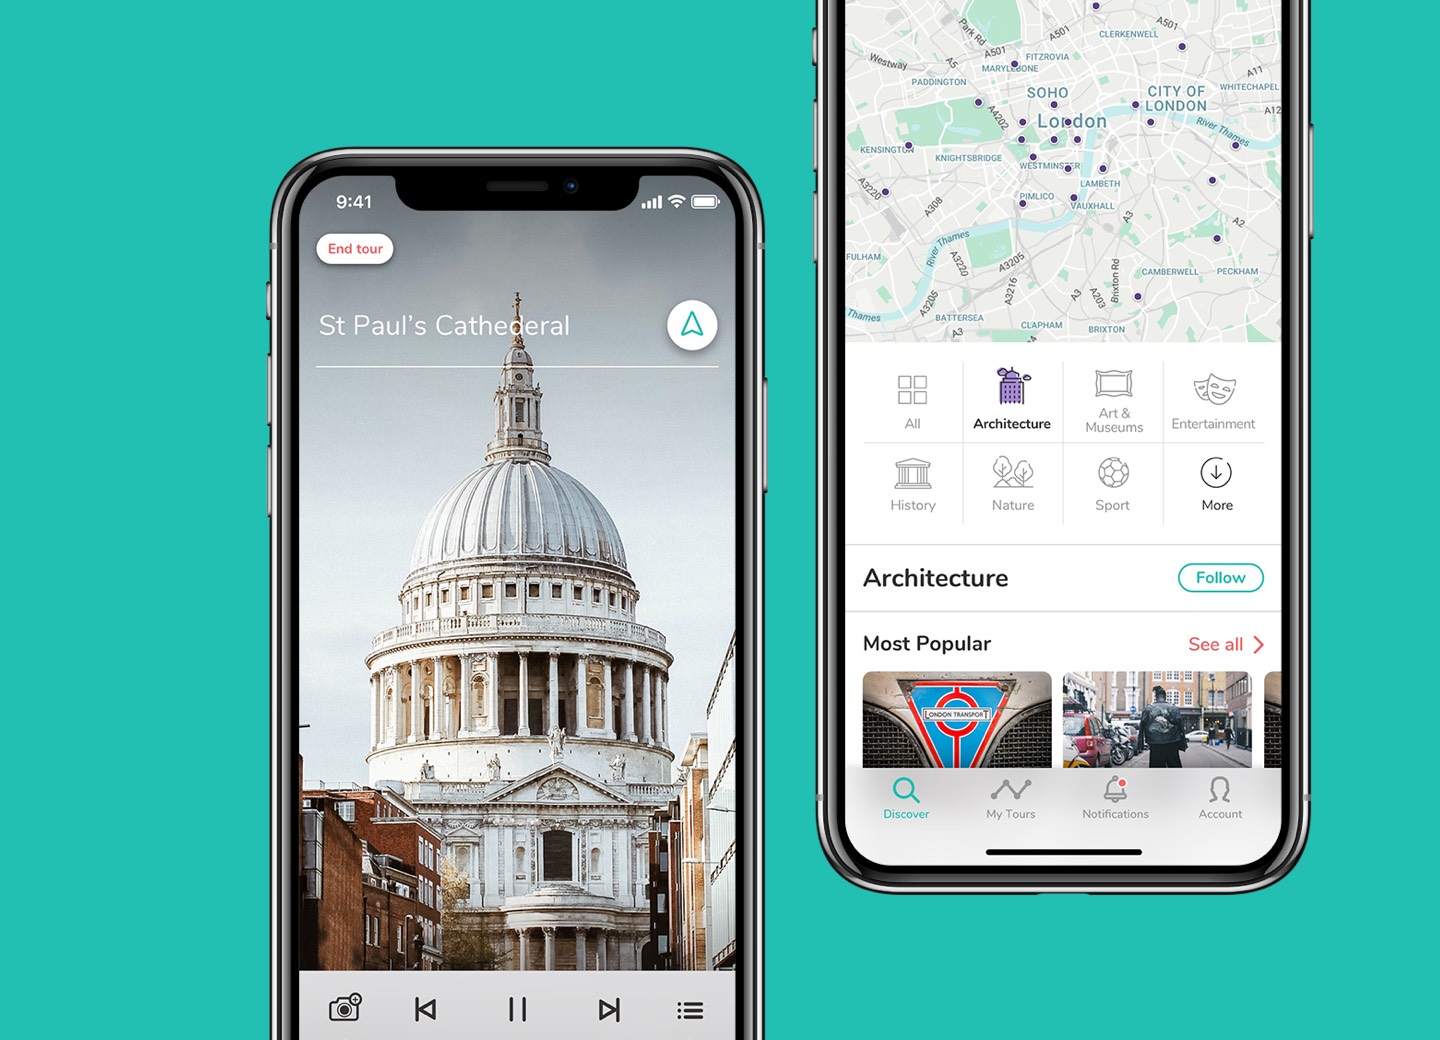 9:41
End tour
St Paul's Cathederal
Park Rd
A501
A501
A501
CLERKENWELL
Westway
A5
FITZROVIA
MARYLEBONE
PADDINGTON
SOHO
CITY OF
LONDON
A11
WHITECHAPEL
A12
A4202
London
River Thames
KENSINGTON
KNIGHTSBRIDGE
WESTMINSTER
LAMBETH
A3220
A308
PIMLICO
VAUXHALL
A3
A2
River Thames
FULHAM
A3220
A3205
Brixton Rd
CAMBERWELL
PECKHAM
A3216
A3
A203
A3205
Thames
BATTERSEA
A3
CLAPHAM
BRIXTON
All
Architecture
Art &
Museums
Entertainment
History
Nature
Sport
More
Architecture
Follow
Most Popular
See all
LONDON TRANSPORT
Discover
My Tours
Notifications
Account